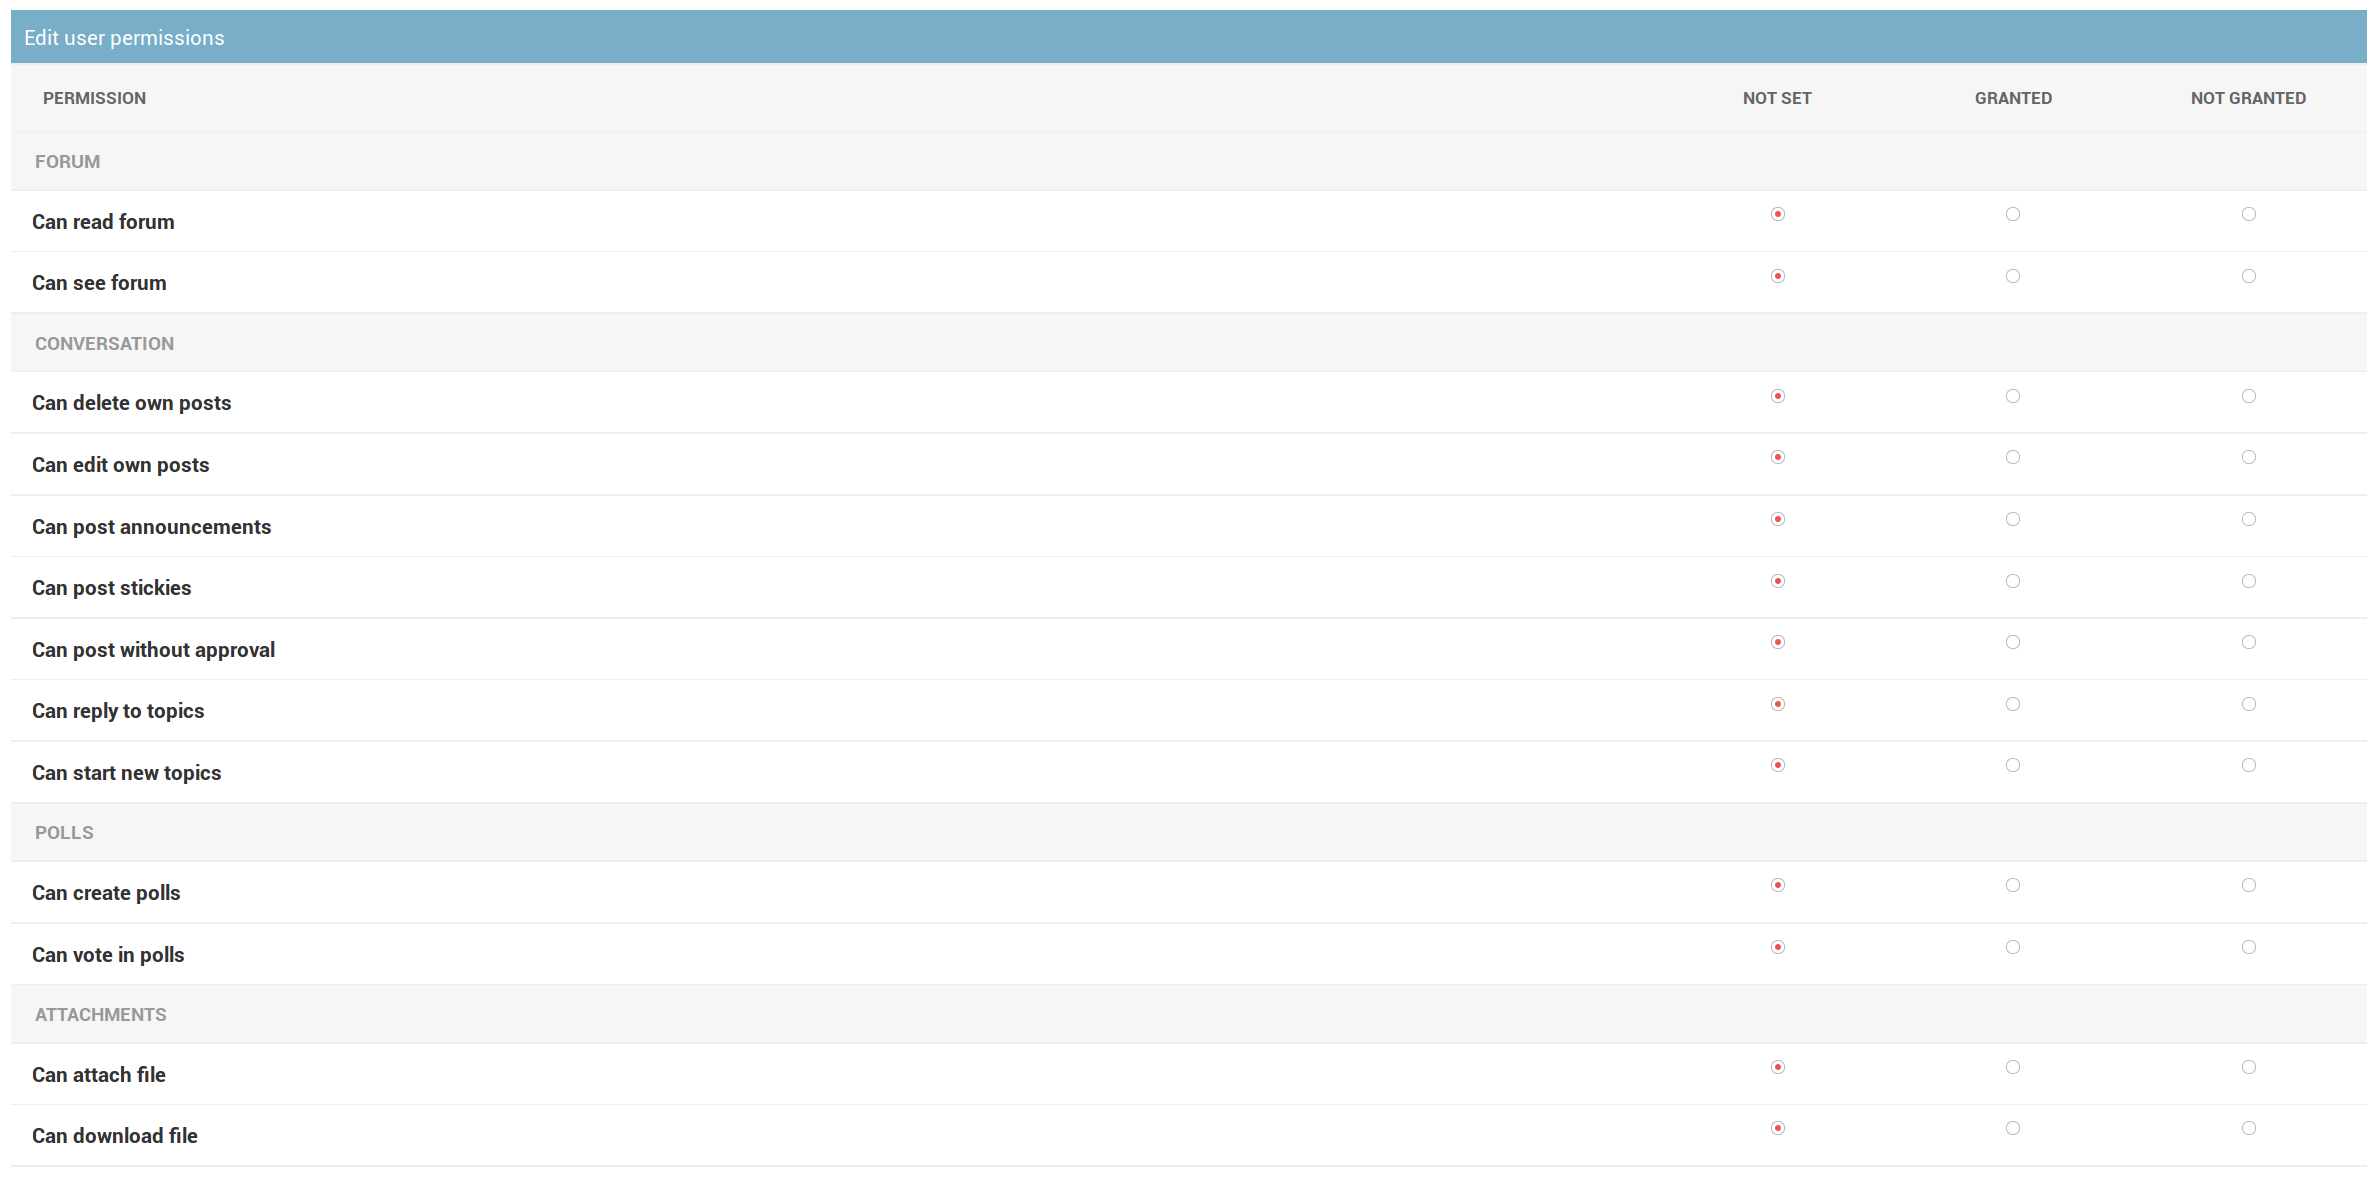 Edit user permissions
PERMISSION NOT SET GRANTED NOT GRANTED
FORUM
Can read forum
Can see forum
CONVERSATION
Can delete own posts
Can edit own posts
Can post announcements
Can post stickies
Can post without approval
Can reply to topics
Can start new topics
POLLS
Can create polls
Can vote in polls
ATTACHMENTS
Can attach file
Can download file